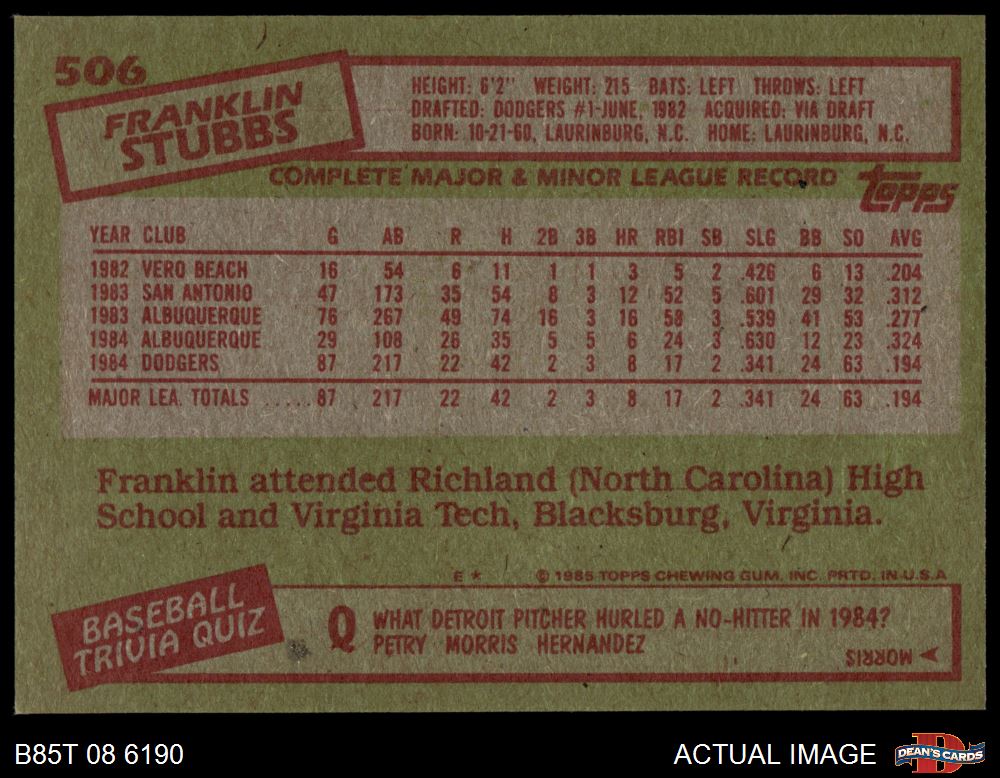 506
FRANKLIN
STUBBS
HEIGHT: 6'2" WEIGHT: 215 BATS: LEFT THROWS: LEFT
DRAFTED: DODGERS #1-JUNE, 1982 ACQUIRED: VIA DRAFT
BORN: 10-21-60, LAURINBURG, N.C. HOME: LAURINBURG, N.C.
COMPLETE MAJOR & MINOR LEAGUE RECORD
Topps
YEAR CLUB G AB R H 2B 3B HR RBI SB SLG BB SO AVG
1982 VERO BEACH 16 54 6 11 1 1 3 5 2 .426 6 13 .204
1983 SAN ANTONIO 47 173 35 54 8 3 12 52 5 .601 29 32 .312
1983 ALBUQUERQUE 76 267 49 74 16 3 16 58 3 .539 41 53 .277
1984 ALBUQUERQUE 29 108 26 35 5 5 6 24 3 .630 12 23 .324
1984 DODGERS 87 217 22 42 2 3 8 17 2 .341 24 63 .194
MAJOR LEA. TOTALS .....87 217 22 42 2 3 8 17 2 .341 24 63 .194
Franklin attended Richland (North Carolina) High
School and Virginia Tech, Blacksburg, Virginia.
E * © 1985 TOPPS CHEWING GUM, INC. PRTD. IN U.S.A
BASEBALL
TRIVIA QUIZ
Q WHAT DETROIT PITCHER HURLED A NO-HITTER IN 1984?
PETRY MORRIS HERNANDEZ
MORRIS
B85T 08 6190
ACTUAL IMAGE
D
DEAN'S CARDS